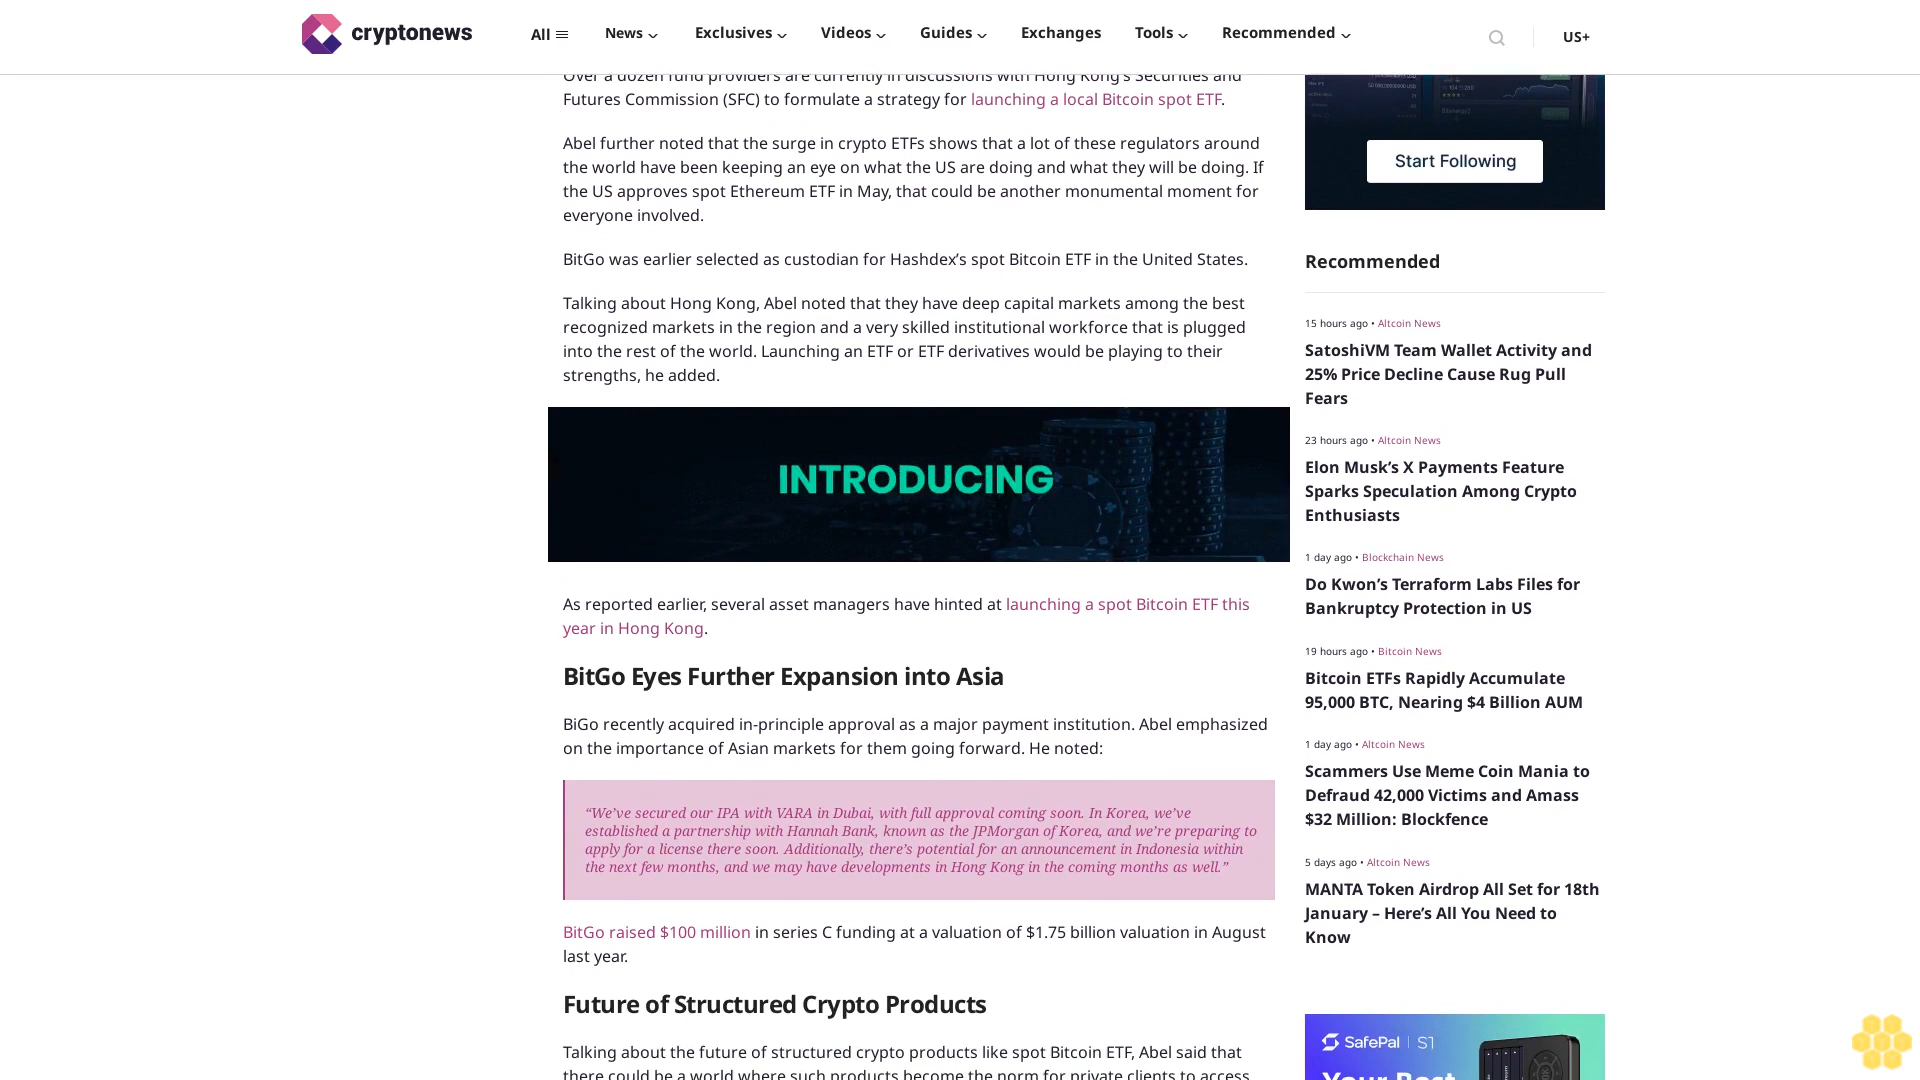 cryptonews
All
News
Exclusives
Videos
Guides
Exchanges
Tools
Recommended
US+
Over a dozen fund providers are currently in discussions with Hong Kong's Securities and
Futures Commission (SFC) to formulate a strategy for launching a local Bitcoin spot ETF.
Abel further noted that the surge in crypto ETFs shows that a lot of these regulators around
the world have been keeping an eye on what the US are doing and what they will be doing. If
the US approves spot Ethereum ETF in May, that could be another monumental moment for
everyone involved.
BitGo was earlier selected as custodian for Hashdex’s spot Bitcoin ETF in the United States.
Talking about Hong Kong, Abel noted that they have deep capital markets among the best
recognized markets in the region and a very skilled institutional workforce that is plugged
into the rest of the world. Launching an ETF or ETF derivatives would be playing to their
strengths, he added.
INTRODUCING
As reported earlier, several asset managers have hinted at launching a spot Bitcoin ETF this
year in Hong Kong.
BitGo Eyes Further Expansion into Asia
BiGo recently acquired in-principle approval as a major payment institution. Abel emphasized
on the importance of Asian markets for them going forward. He noted:
“We’ve secured our IPA with VARA in Dubai, with full approval coming soon. In Korea, we’ve
established a partnership with Hannah Bank, known as the JPMorgan of Korea, and we’re preparing to
apply for a license there soon. Additionally, there’s potential for an announcement in Indonesia within
the next few months, and we may have developments in Hong Kong in the coming months as well.”
BitGo raised $100 million in series C funding at a valuation of $1.75 billion valuation in August
last year.
Future of Structured Crypto Products
Talking about the future of structured crypto products like spot Bitcoin ETF, Abel said that
there could be a world where such products become the norm for private clients to access
Start Following
Recommended
15 hours ago • Altcoin News
SatoshiVM Team Wallet Activity and
25% Price Decline Cause Rug Pull
Fears
23 hours ago • Altcoin News
Elon Musk’s X Payments Feature
Sparks Speculation Among Crypto
Enthusiasts
1 day ago • Blockchain News
Do Kwon’s Terraform Labs Files for
Bankruptcy Protection in US
19 hours ago • Bitcoin News
Bitcoin ETFs Rapidly Accumulate
95,000 BTC, Nearing $4 Billion AUM
1 day ago • Altcoin News
Scammers Use Meme Coin Mania to
Defraud 42,000 Victims and Amass
$32 Million: Blockfence
5 days ago • Altcoin News
MANTA Token Airdrop All Set for 18th
January – Here’s All You Need to
Know
SafePal | S1
Your Best